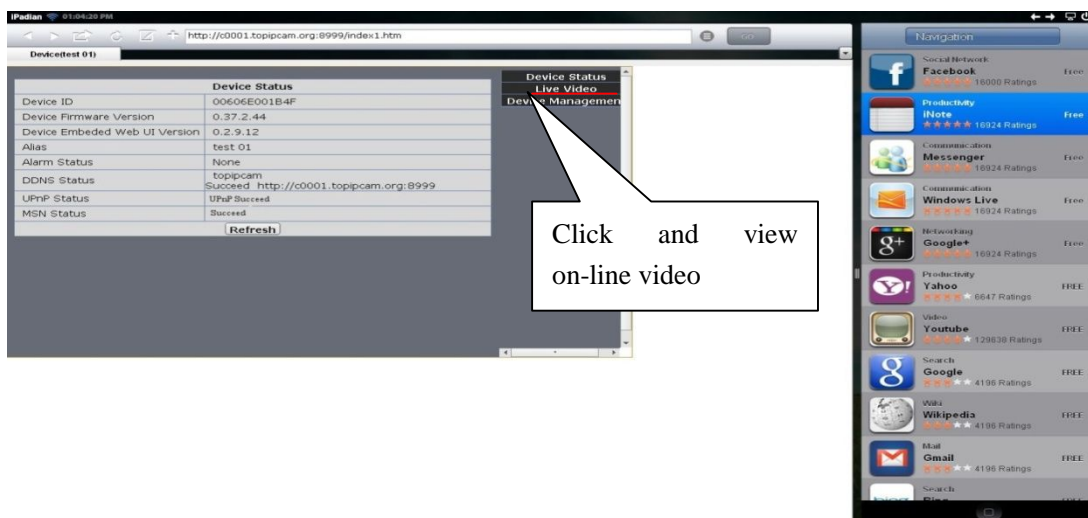 iPadian 01:04:20 PM
http://c0001.topipcam.org:8999/index1.htm
GO
Device(test 01)
Device Status
Device ID 00606E001B4F
Device Firmware Version 0.37.2.44
Device Embeded Web UI Version 0.2.9.12
Alias test 01
Alarm Status None
DDNS Status topipcam
Succeed http://c0001.topipcam.org:8999
UPnP Status UPnP Succeed
MSN Status Succeed
Refresh
Device Status
Live Video
Device Managemen
Click and view
on-line video
Navigation
Social Network
Facebook Free
16000 Ratings
Productivity
iNote Free
16924 Ratings
Communication
Messenger Free
16924 Ratings
Communication
Windows Live Free
16924 Ratings
Networking
Google+ Free
16924 Ratings
Productivity
Yahoo FREE
6647 Ratings
Video
Youtube FREE
129838 Ratings
Search
Google FREE
4196 Ratings
Wiki
Wikipedia FREE
4196 Ratings
Mail
Gmail FREE
4196 Ratings
Search